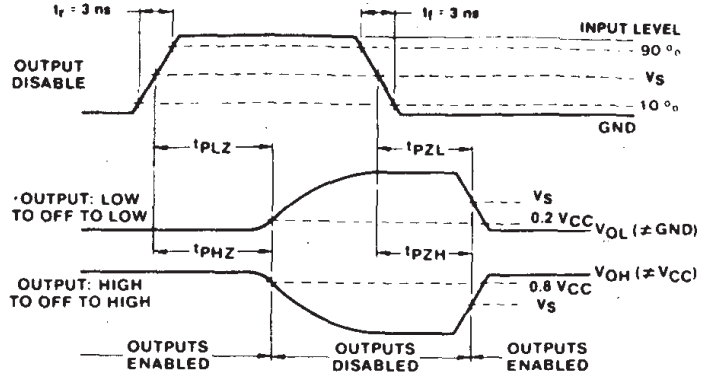 tr = 3 ns
tf = 3 ns
INPUT LEVEL
90 %
OUTPUT
DISABLE
VS
10 %
GND
tPLZ
tPZL
OUTPUT: LOW
TO OFF TO LOW
VS
0.2 VCC
VOL (≠ GND)
tPHZ
tPZH
OUTPUT: HIGH
TO OFF TO HIGH
VOH (≠ VCC)
0.8 VCC
VS
OUTPUTS
ENABLED
OUTPUTS
DISABLED
OUTPUTS
ENABLED